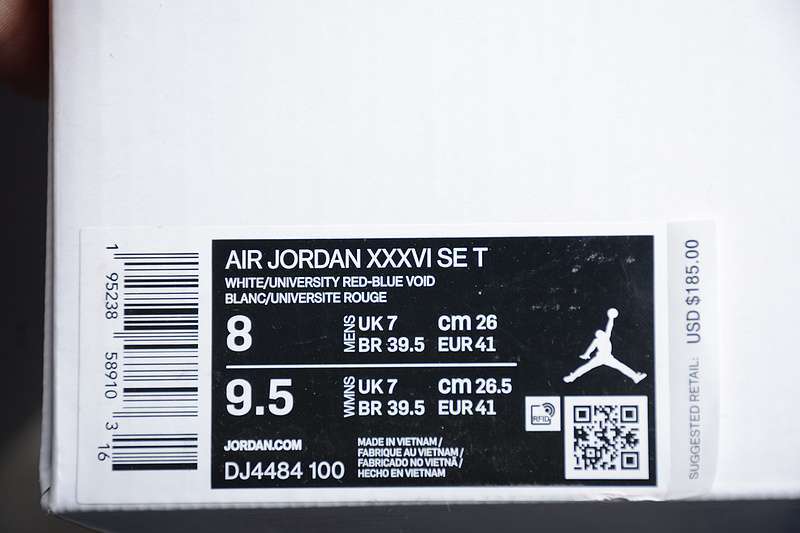 AIR JORDAN XXXVI SE T
WHITE/UNIVERSITY RED-BLUE VOID
BLANC/UNIVERSITE ROUGE
8
MENS
UK 7
cm 26
BR 39.5
EUR 41
9.5
WMNS
UK 7
cm 26.5
BR 39.5
EUR 41
JORDAN.COM
DJ4484 100
MADE IN VIETNAM /
FABRIQUE AU VIETNAM /
FABRICADO NO VIETNÃ /
HECHO EN VIETNAM
RFID
1 95238 58910 3 16
SUGGESTED RETAIL: USD $185.00